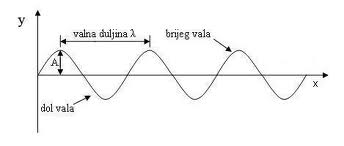 y
valna duljina λ
brijeg vala
A
x
dol vala